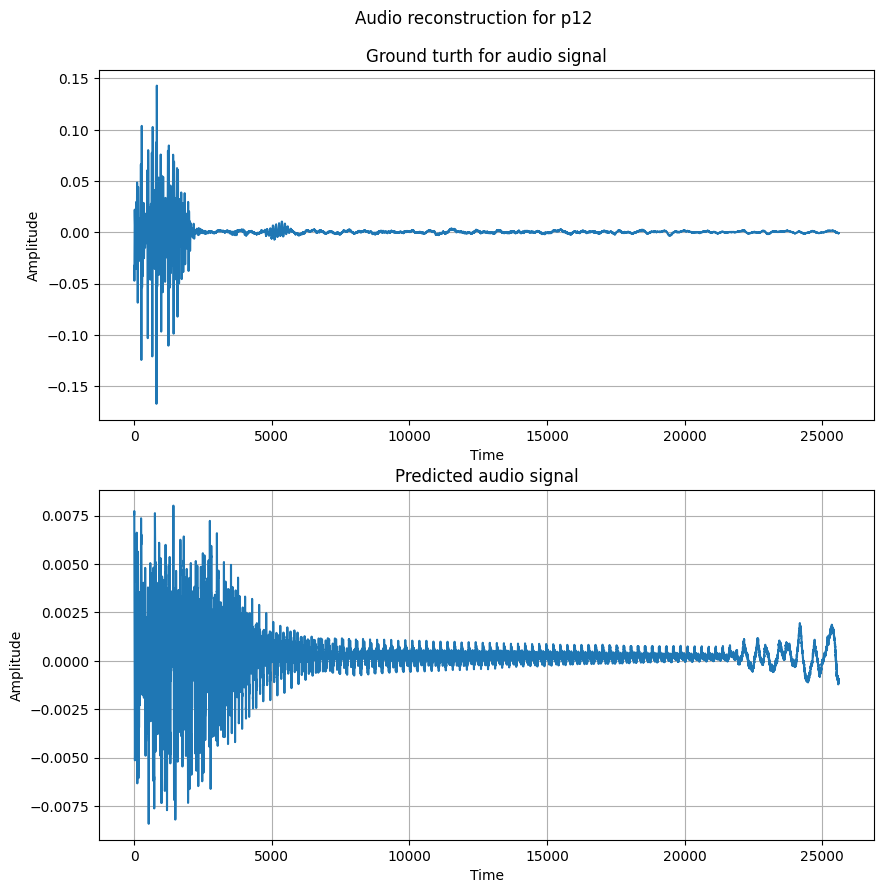 Audio reconstruction for p12
Ground turth for audio signal
0.15
0.10
0.05
0.00
−0.05
−0.10
−0.15
Amplitude
0 5000 10000 15000 20000 25000
Time
Predicted audio signal
0.0075
0.0050
0.0025
0.0000
−0.0025
−0.0050
−0.0075
Amplitude
0 5000 10000 15000 20000 25000
Time